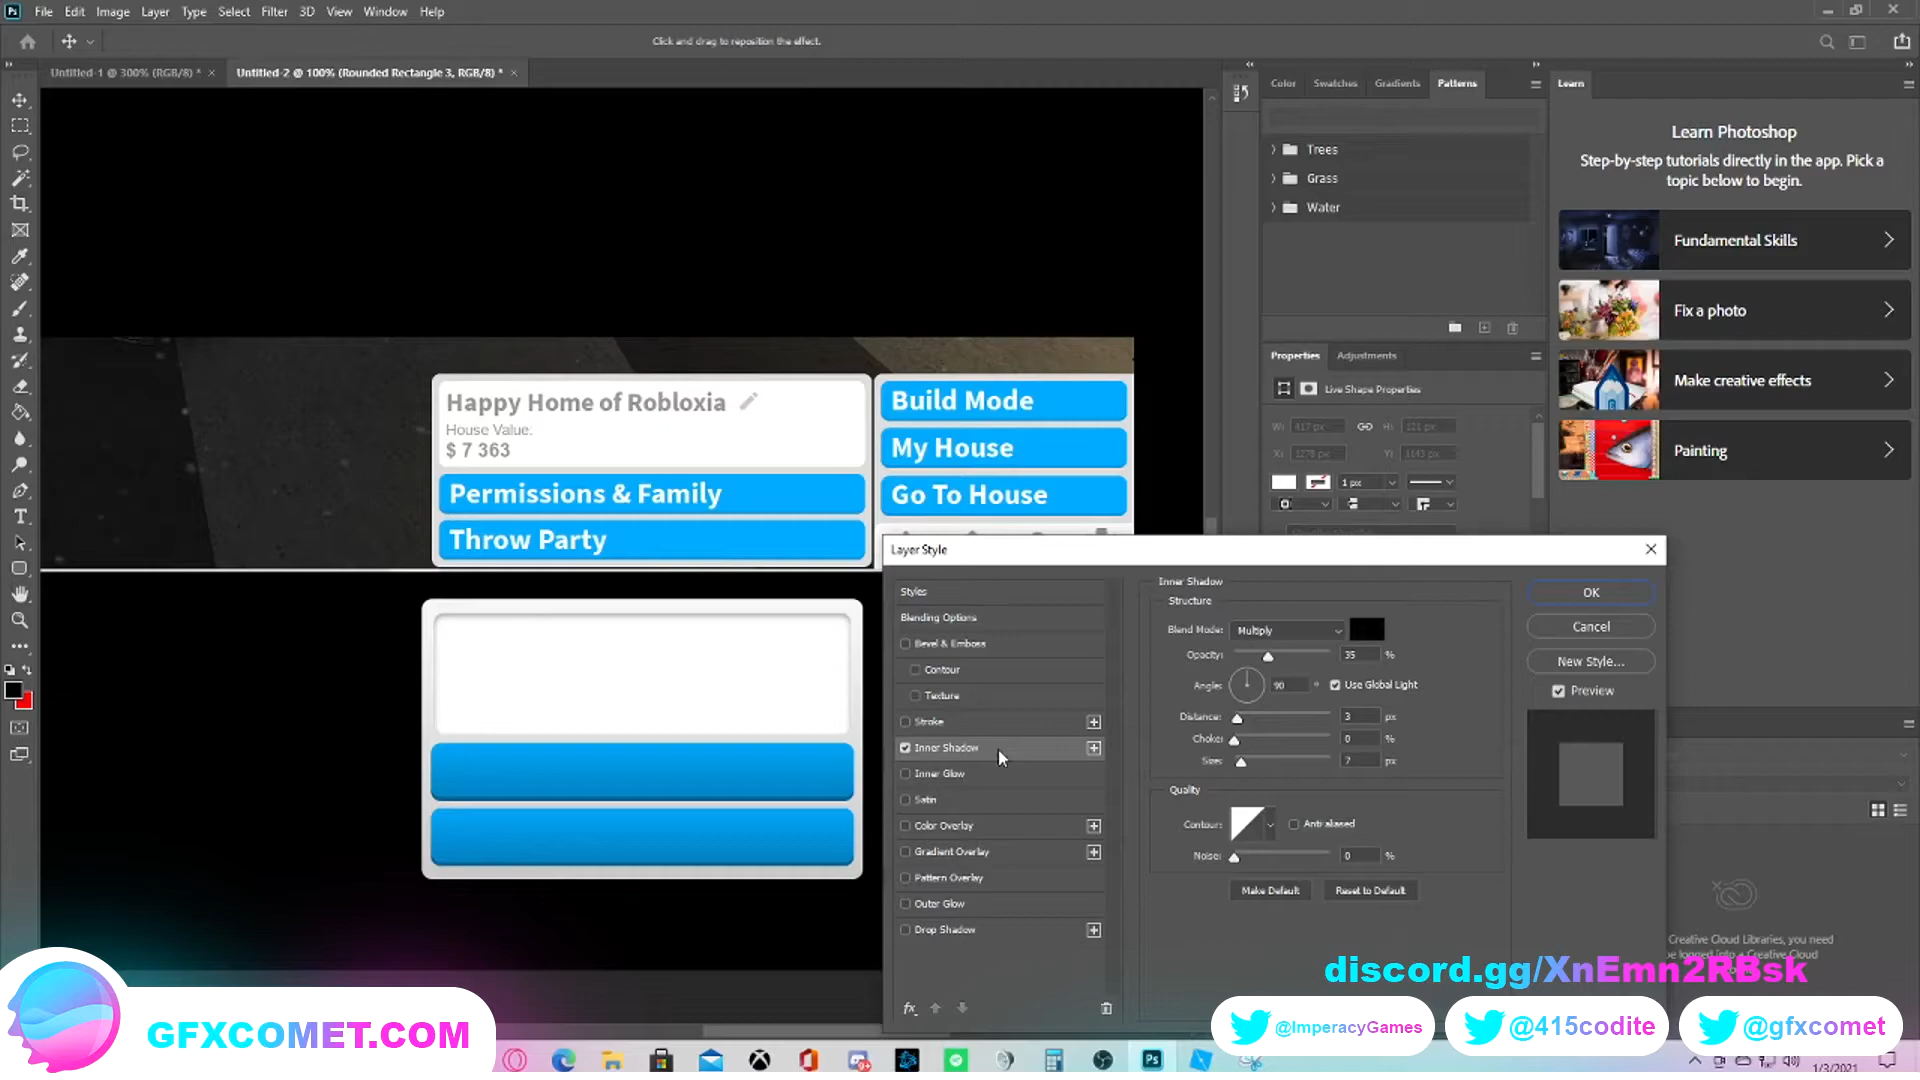 Ps File Edit Image Layer Type Select Filter 3D View Window Help
Click and drag to reposition the effect.
Untitled-1 @ 300% (RGB/8) *
Untitled-2 @ 100% (Rounded Rectangle 3, RGB/8) *
Color Swatches Gradients Patterns
Learn
Trees
Grass
Water
Learn Photoshop
Step-by-step tutorials directly in the app. Pick a
topic below to begin.
Fundamental Skills
Fix a photo
Make creative effects
Painting
Properties Adjustments
Live Shape Properties
W: 417 px H: 121 px
X: 1278 px Y: 1143 px
1 px
Happy Home of Robloxia
House Value:
$ 7 363
Permissions & Family
Throw Party
Build Mode
My House
Go To House
Layer Style
Styles
Blending Options
Bevel & Emboss
Contour
Texture
Stroke
Inner Shadow
Inner Glow
Satin
Color Overlay
Gradient Overlay
Pattern Overlay
Outer Glow
Drop Shadow
fx
Inner Shadow
Structure
Blend Mode: Multiply
Opacity: 35 %
Angle: 90 ° Use Global Light
Distance: 3 px
Choke: 0 %
Size: 7 px
Quality
Contour: Anti-aliased
Noise: 0 %
Make Default Reset to Default
OK
Cancel
New Style...
Preview
Creative Cloud Libraries, you need
be logged into a Creative Cloud
discord.gg/XnEmn2RBsk
GFXCOMET.COM
@ImperacyGames
@415codite
@gfxcomet
Ps
1/3/2021